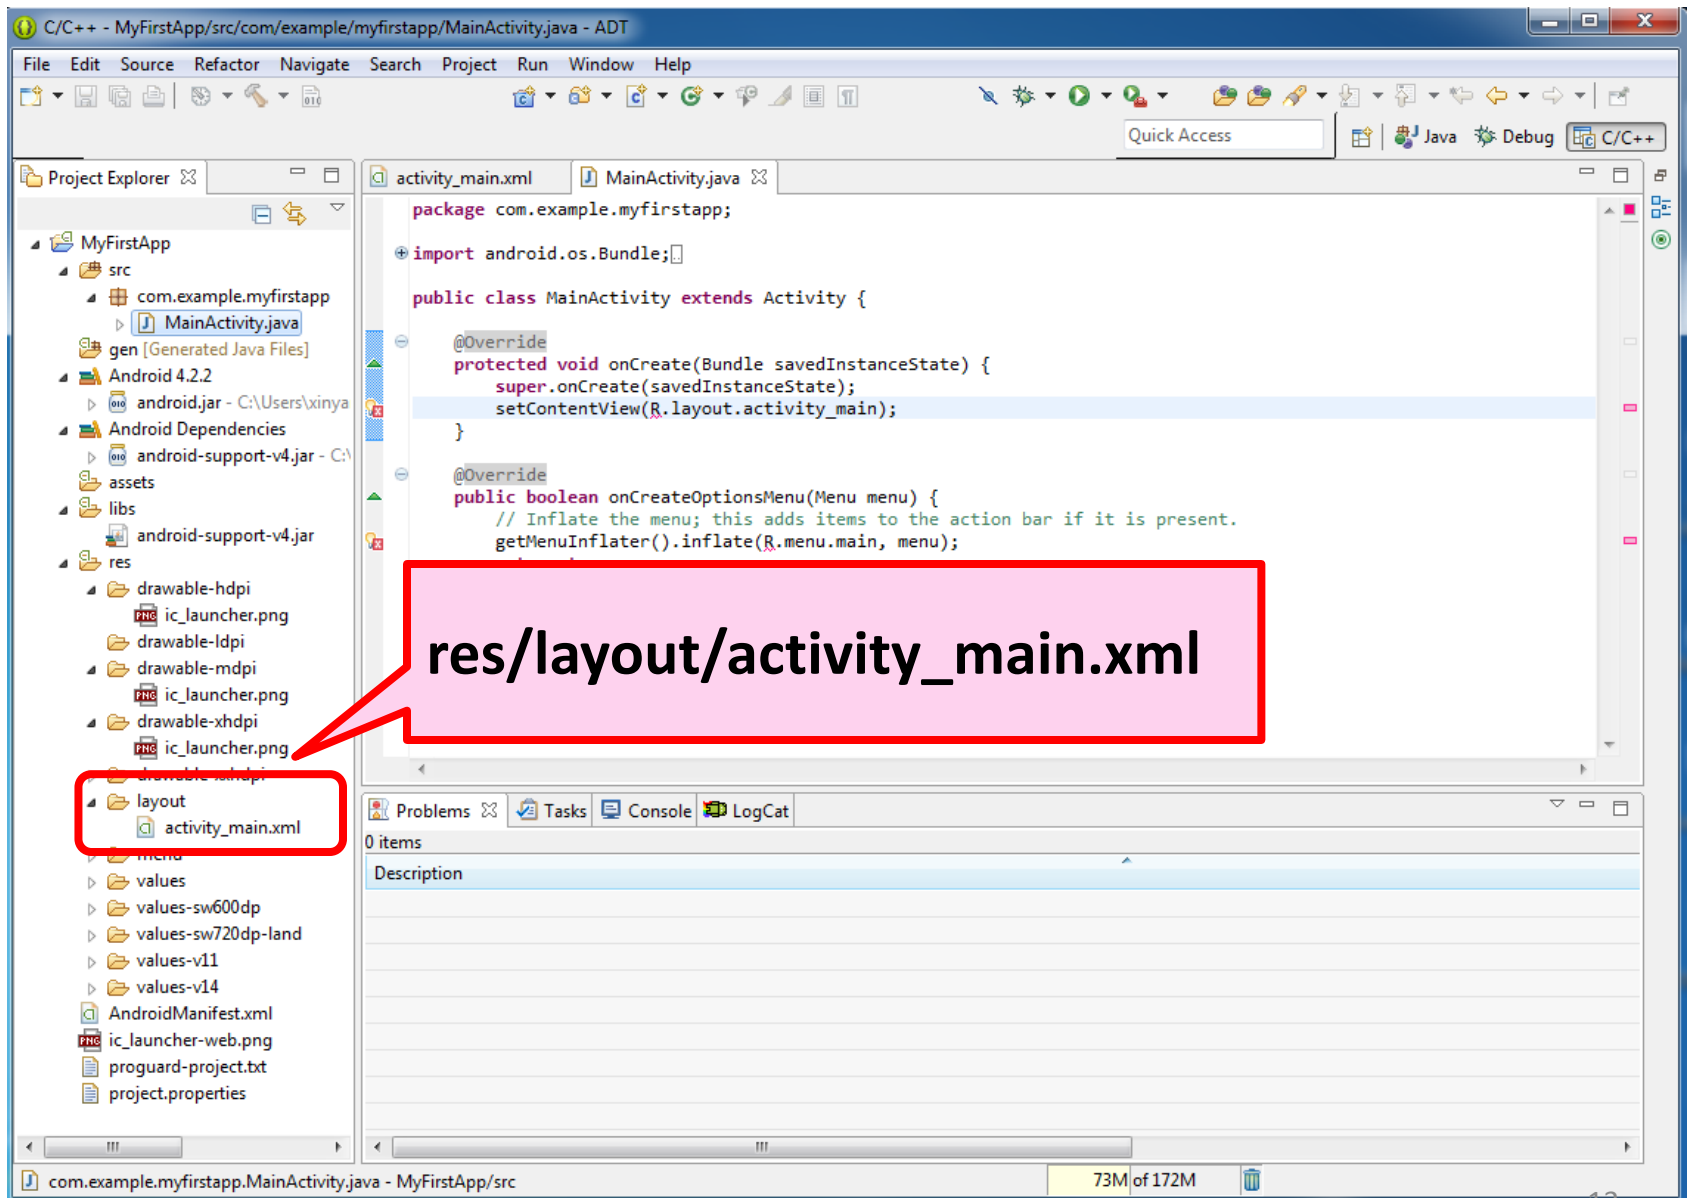 C/C++ - MyFirstApp/src/com/example/myfirstapp/MainActivity.java - ADT
File Edit Source Refactor Navigate Search Project Run Window Help
Quick Access
Java Debug C/C++
Project Explorer
MyFirstApp
src
com.example.myfirstapp
MainActivity.java
gen [Generated Java Files]
Android 4.2.2
android.jar - C:\Users\xinya
Android Dependencies
android-support-v4.jar - C:\
assets
libs
android-support-v4.jar
res
drawable-hdpi
ic_launcher.png
drawable-ldpi
drawable-mdpi
ic_launcher.png
drawable-xhdpi
ic_launcher.png
drawable-xxhdpi
layout
activity_main.xml
menu
values
values-sw600dp
values-sw720dp-land
values-v11
values-v14
AndroidManifest.xml
ic_launcher-web.png
proguard-project.txt
project.properties
activity_main.xml MainActivity.java
package com.example.myfirstapp;
import android.os.Bundle;
public class MainActivity extends Activity {
@Override
protected void onCreate(Bundle savedInstanceState) {
super.onCreate(savedInstanceState);
setContentView(R.layout.activity_main);
}
@Override
public boolean onCreateOptionsMenu(Menu menu) {
// Inflate the menu; this adds items to the action bar if it is present.
getMenuInflater().inflate(R.menu.main, menu);
res/layout/activity_main.xml
Problems Tasks Console LogCat
0 items
Description
com.example.myfirstapp.MainActivity.java - MyFirstApp/src
73M of 172M